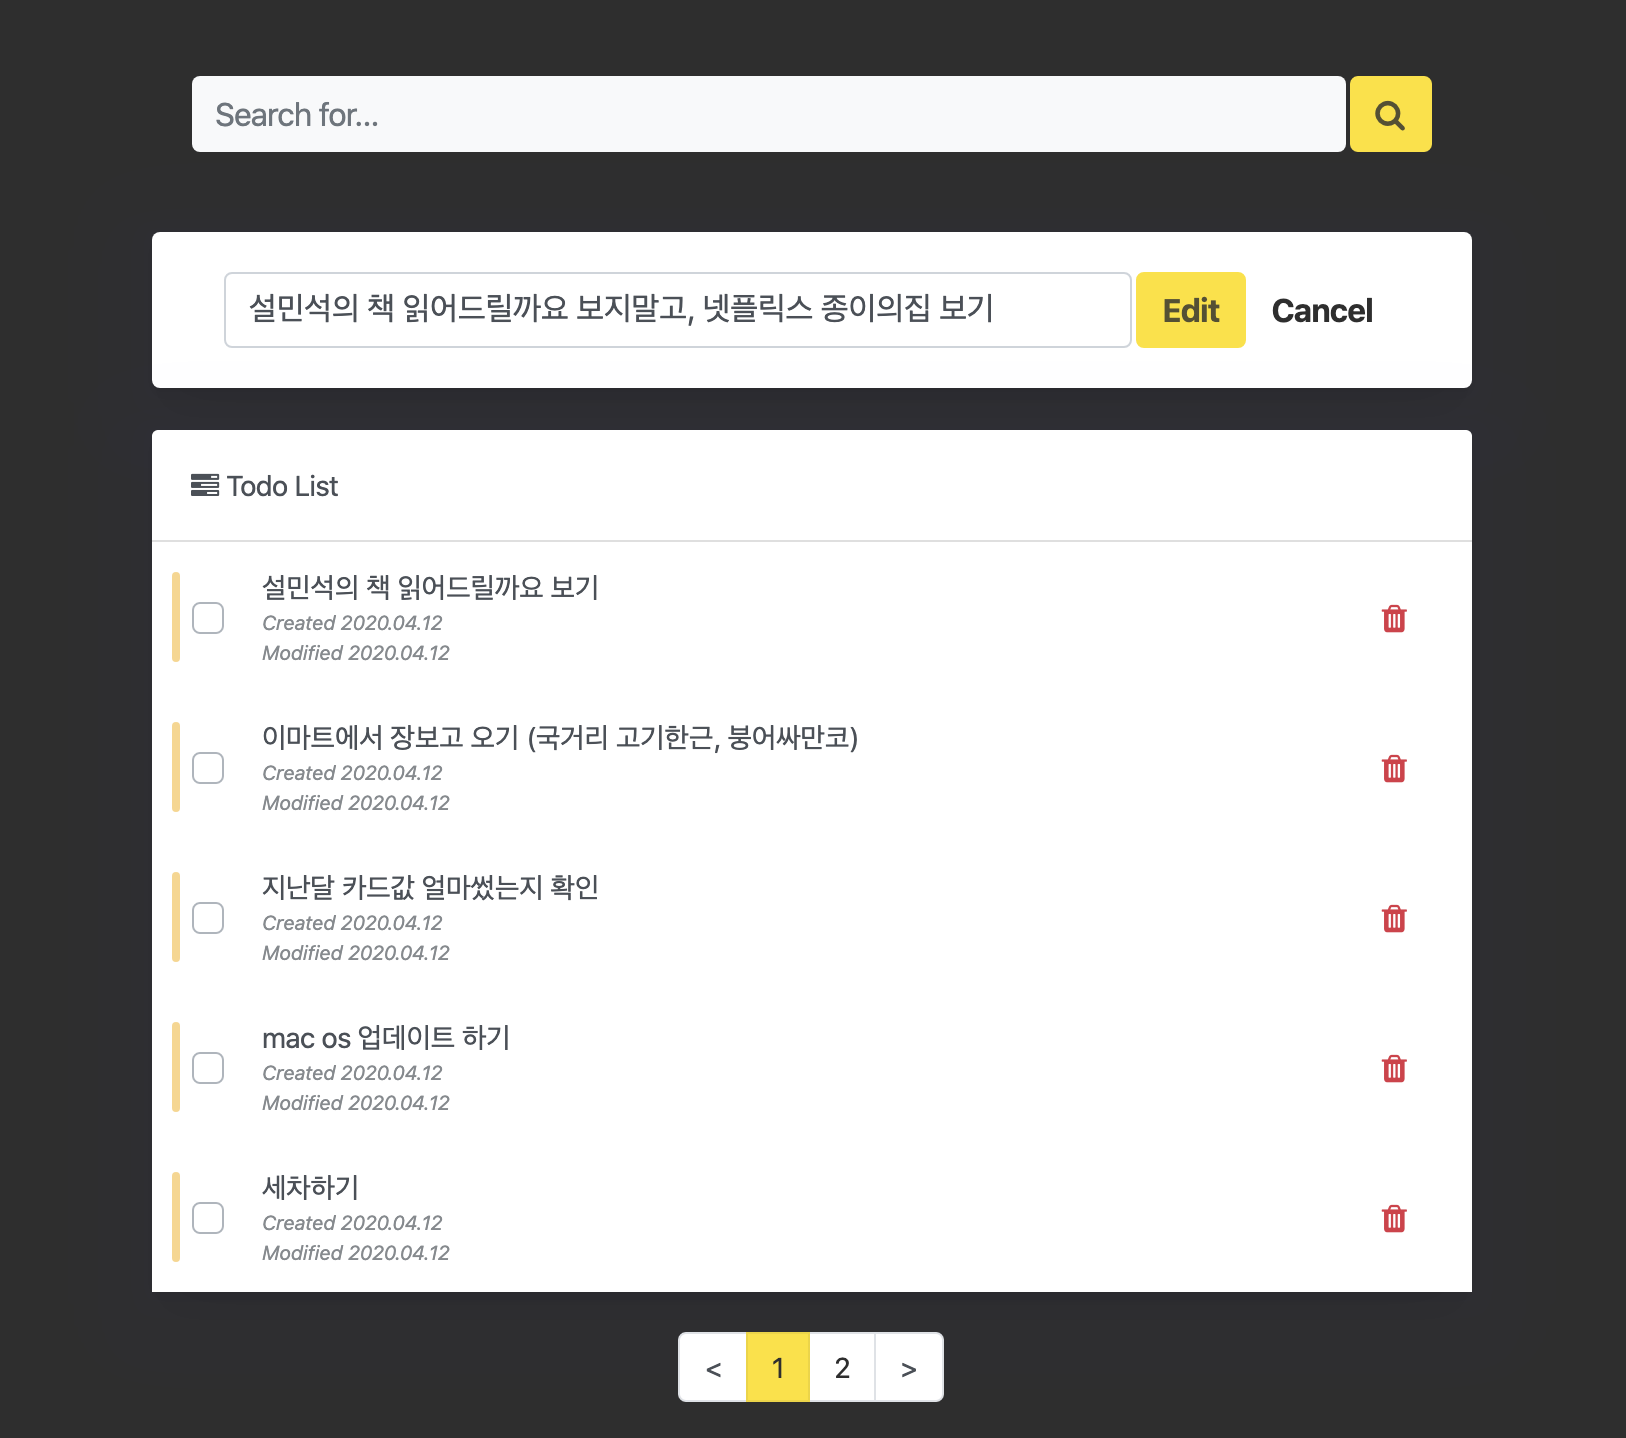 Search for...
설민석의 책 읽어드릴까요 보지말고, 넷플릭스 종이의집 보기
Edit
Cancel
Todo List
설민석의 책 읽어드릴까요 보기
Created 2020.04.12
Modified 2020.04.12
이마트에서 장보고 오기 (국거리 고기한근, 붕어싸만코)
Created 2020.04.12
Modified 2020.04.12
지난달 카드값 얼마썼는지 확인
Created 2020.04.12
Modified 2020.04.12
mac os 업데이트 하기
Created 2020.04.12
Modified 2020.04.12
세차하기
Created 2020.04.12
Modified 2020.04.12
< 1 2 >